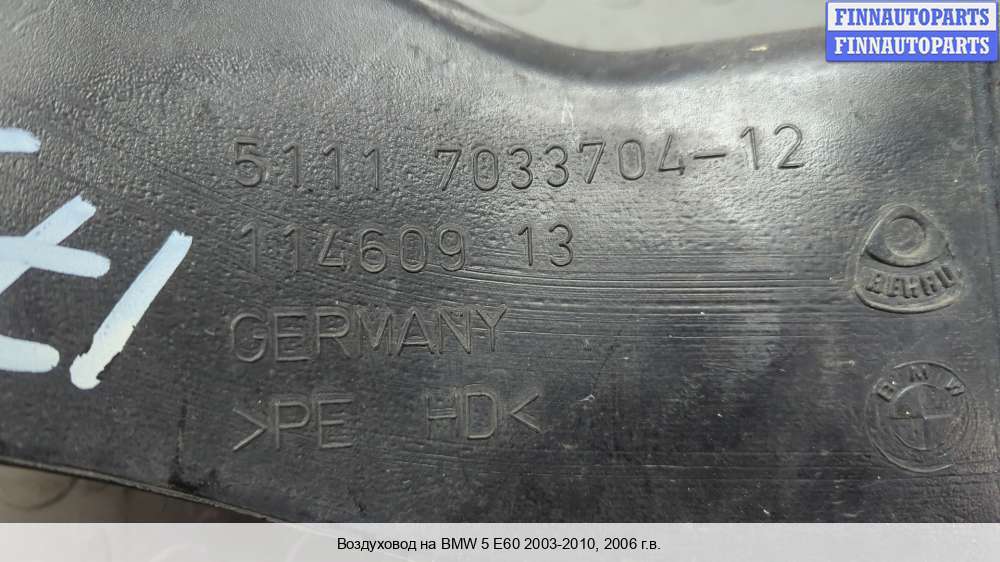 FINNAUTOPARTS
FINNAUTOPARTS
5111 7033704-12
114609 13
GERMANY
>PE HD<
REHAU
BMW
Воздуховод на BMW 5 E60 2003-2010, 2006 г.в.